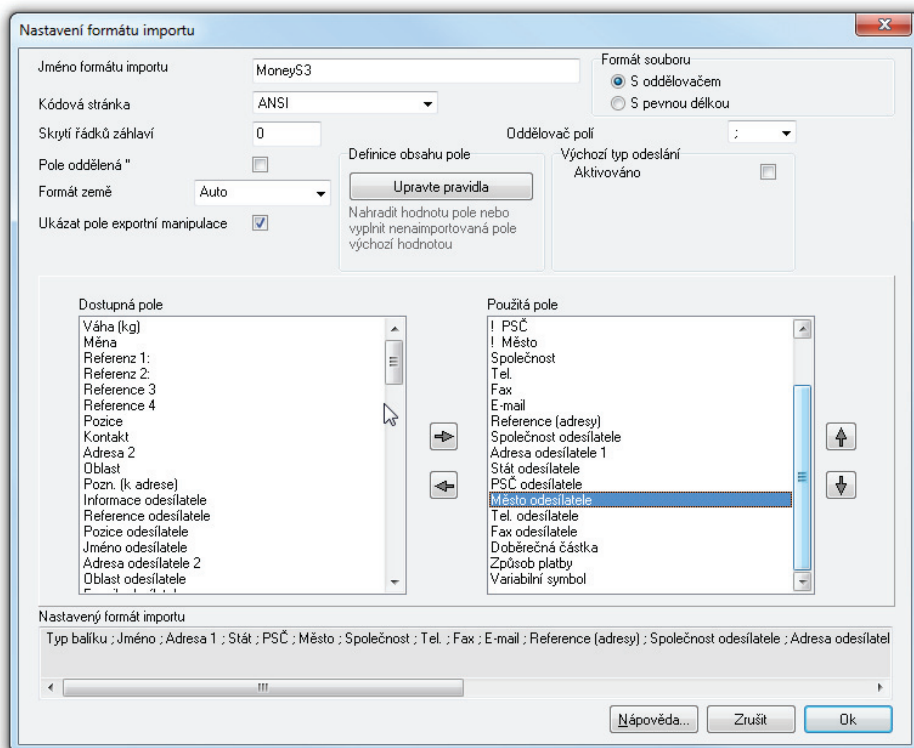 Nastavení formátu importu
Jméno formátu importu
MoneyS3
Formát souboru
S oddělovačem
S pevnou délkou
Kódová stránka
ANSI
Skrytí řádků záhlaví
0
Oddělovač polí
;
Pole oddělená "
Definice obsahu pole
Upravte pravidla
Nahradit hodnotu pole nebo
vyplnit nenaimportovaná pole
výchozí hodnotou
Výchozí typ odeslání
Aktivováno
Formát země
Auto
Ukázat pole exportní manipulace
Dostupná pole
Váha (kg)
Měna
Referenz 1:
Referenz 2:
Reference 3
Reference 4
Pozice
Kontakt
Adresa 2
Oblast
Pozn. (k adrese)
Informace odesílatele
Reference odesílatele
Pozice odesílatele
Jméno odesílatele
Adresa odesílatele 2
Oblast odesílatele
Použitá pole
! PSČ
! Město
Společnost
Tel.
Fax
E-mail
Reference (adresy)
Společnost odesílatele
Adresa odesílatele 1
Stát odesílatele
PSČ odesílatele
Město odesílatele
Tel. odesílatele
Fax odesílatele
Doběrečná částka
Způsob platby
Variabilní symbol
Nastavený formát importu
Typ balíku ; Jméno ; Adresa 1 ; Stát ; PSČ ; Město ; Společnost ; Tel. ; Fax ; E-mail ; Reference (adresy) ; Společnost odesílatele ; Adresa odesílatel
Nápověda...
Zrušit
Ok